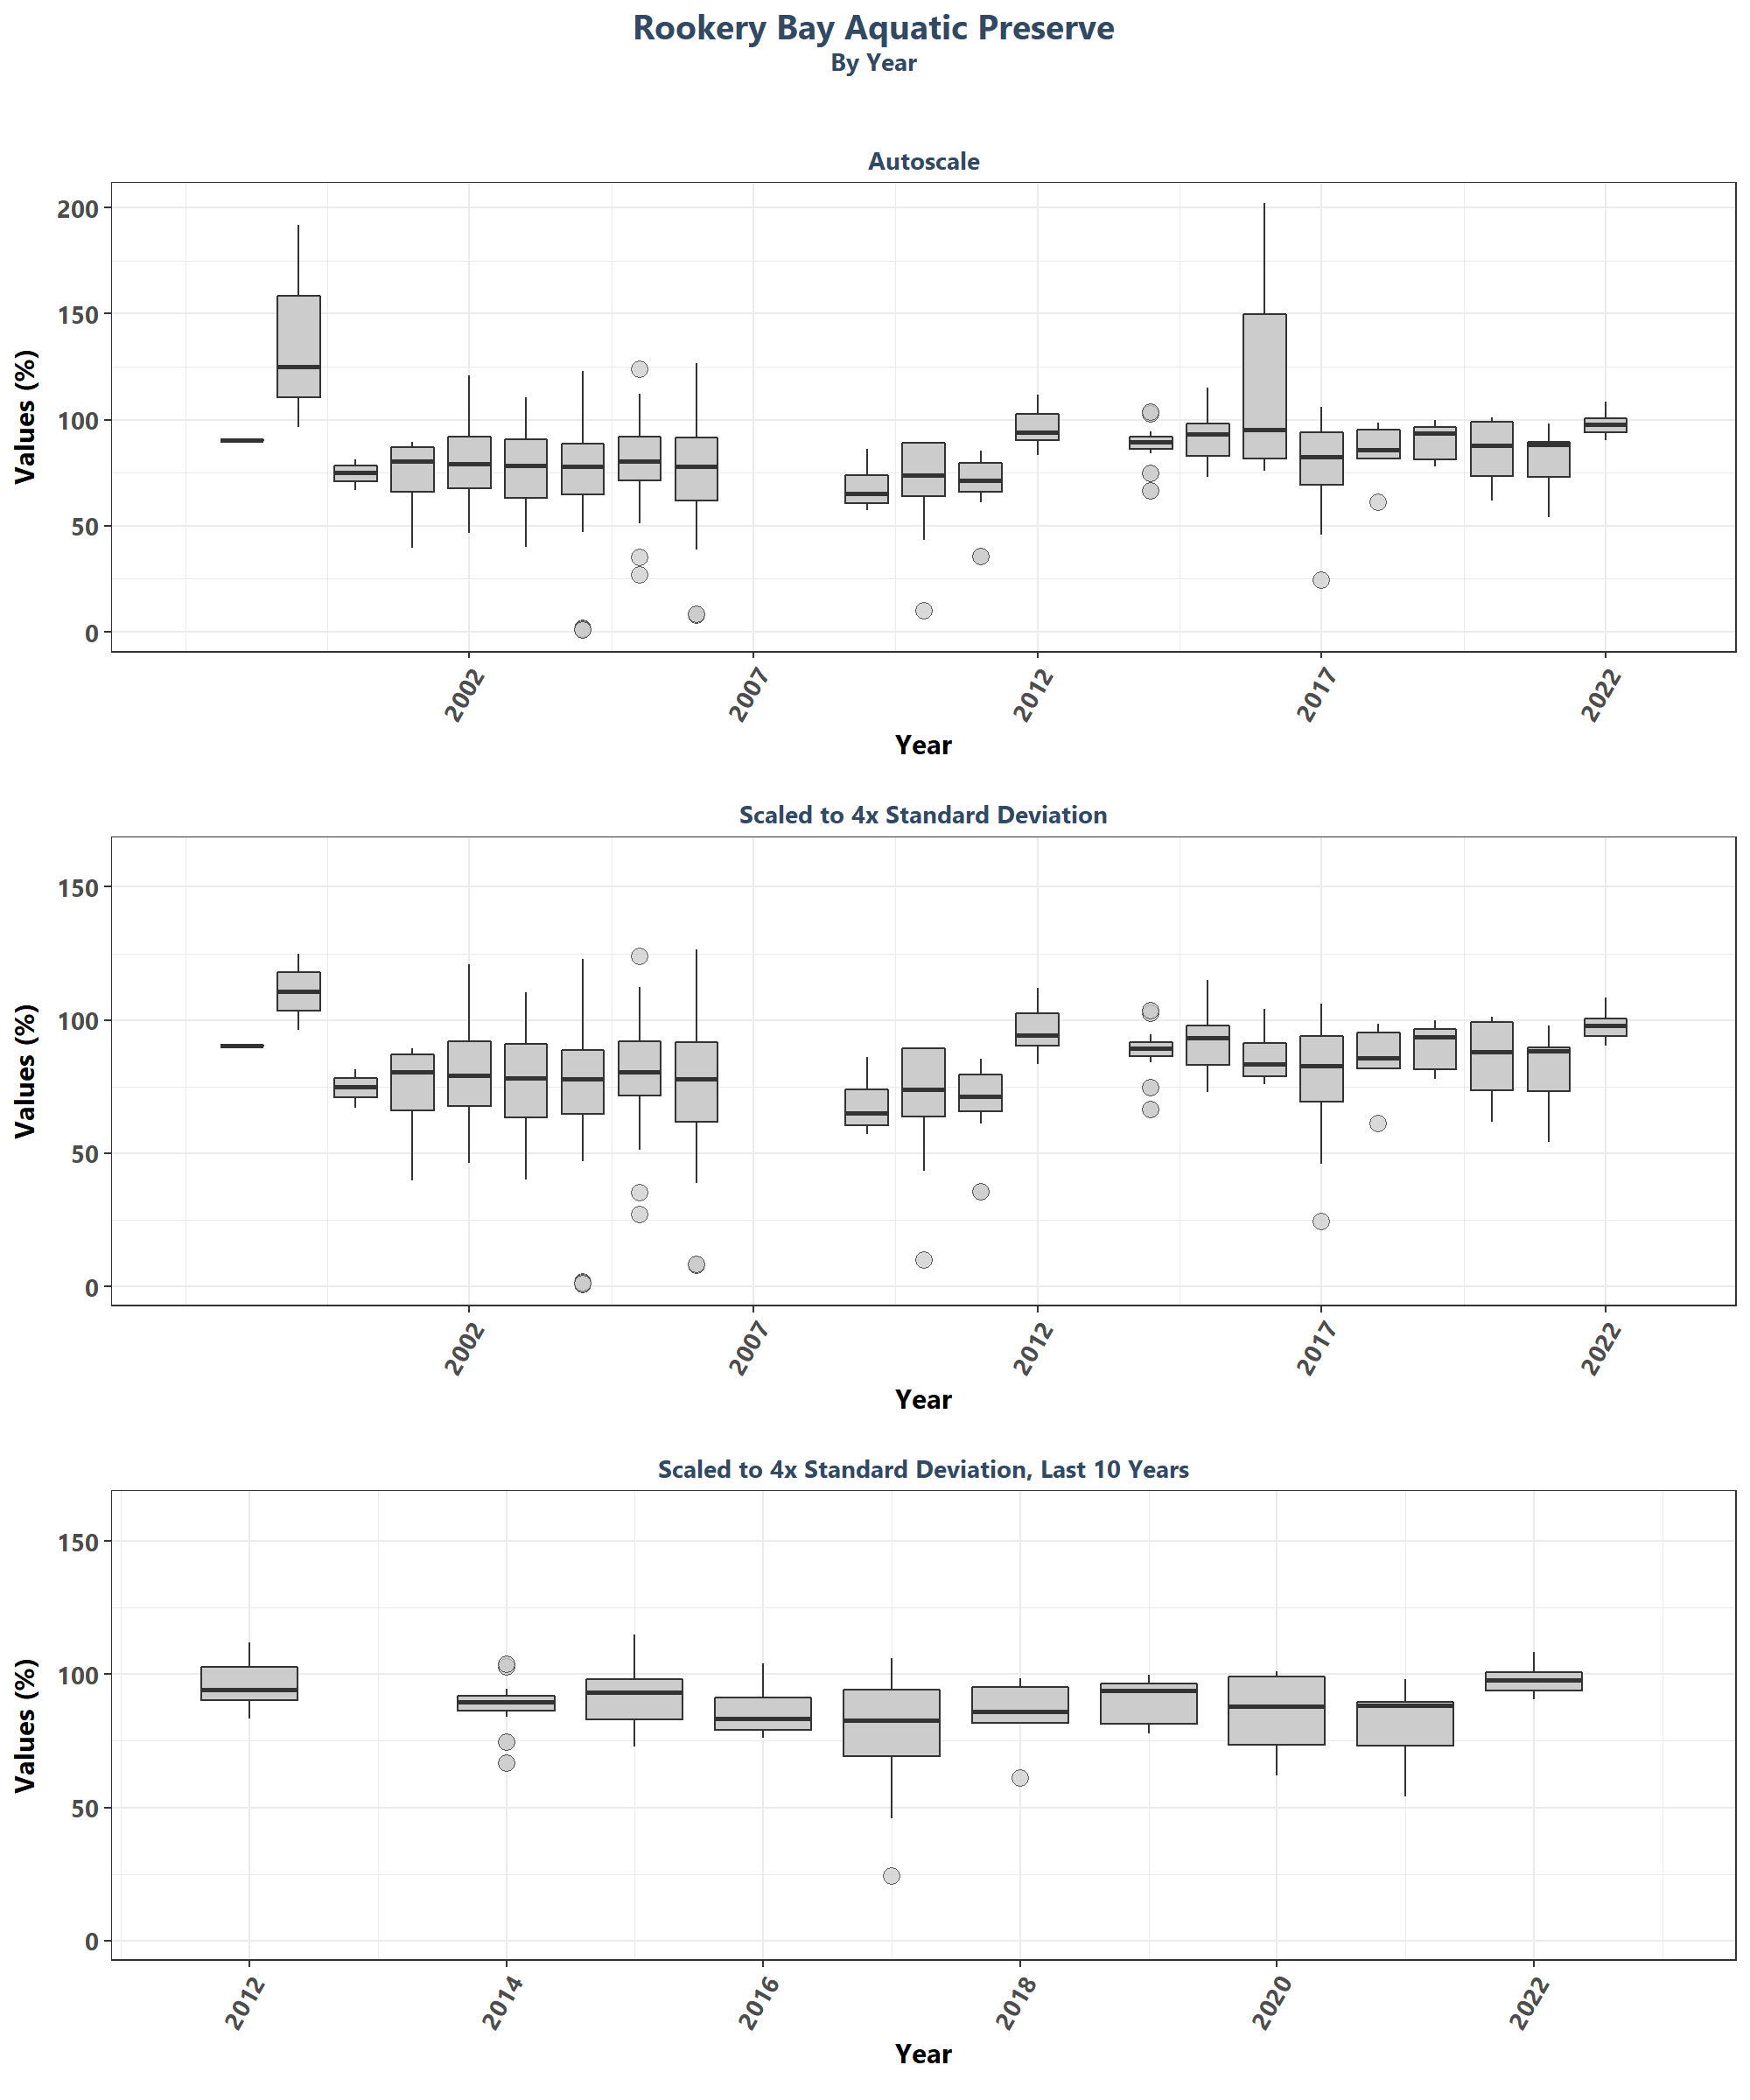 Rookery Bay Aquatic Preserve
By Year
Autoscale
Values (%)
200
150
100
50
0
2002 2007 2012 2017 2022
Year
Scaled to 4x Standard Deviation
Values (%)
150
100
50
0
2002 2007 2012 2017 2022
Year
Scaled to 4x Standard Deviation, Last 10 Years
Values (%)
150
100
50
0
2012 2014 2016 2018 2020 2022
Year